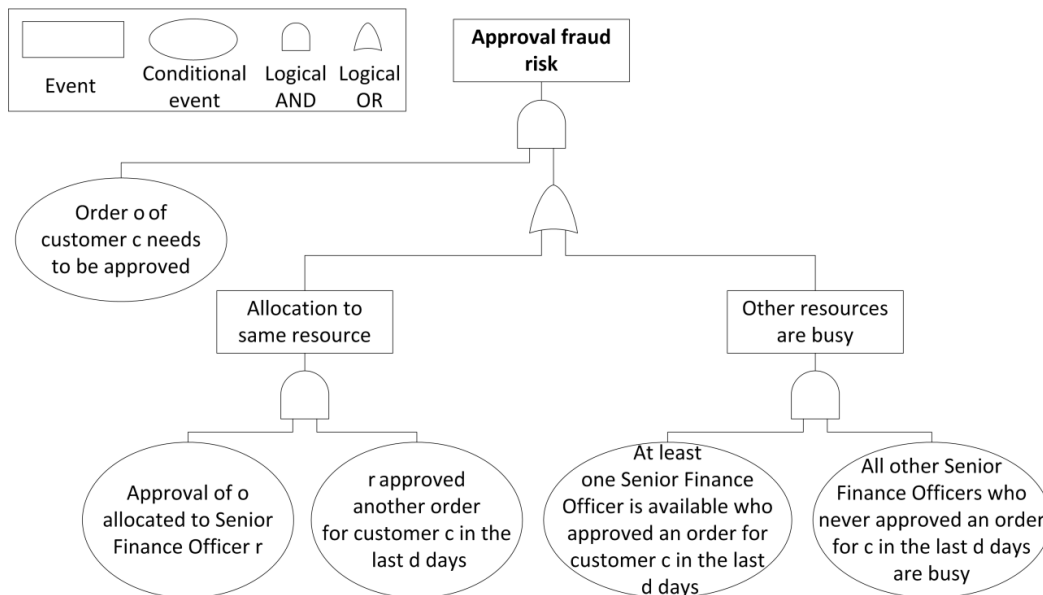 Event
Conditional
event
Logical
AND
Logical
OR
Approval fraud
risk
Order o of
customer c needs
to be approved
Allocation to
same resource
Other resources
are busy
Approval of o
allocated to Senior
Finance Officer r
r approved
another order
for customer c in the
last d days
At least
one Senior Finance
Officer is available who
approved an order for
customer c in the last
d days
All other Senior
Finance Officers who
never approved an order
for c in the last d days
are busy